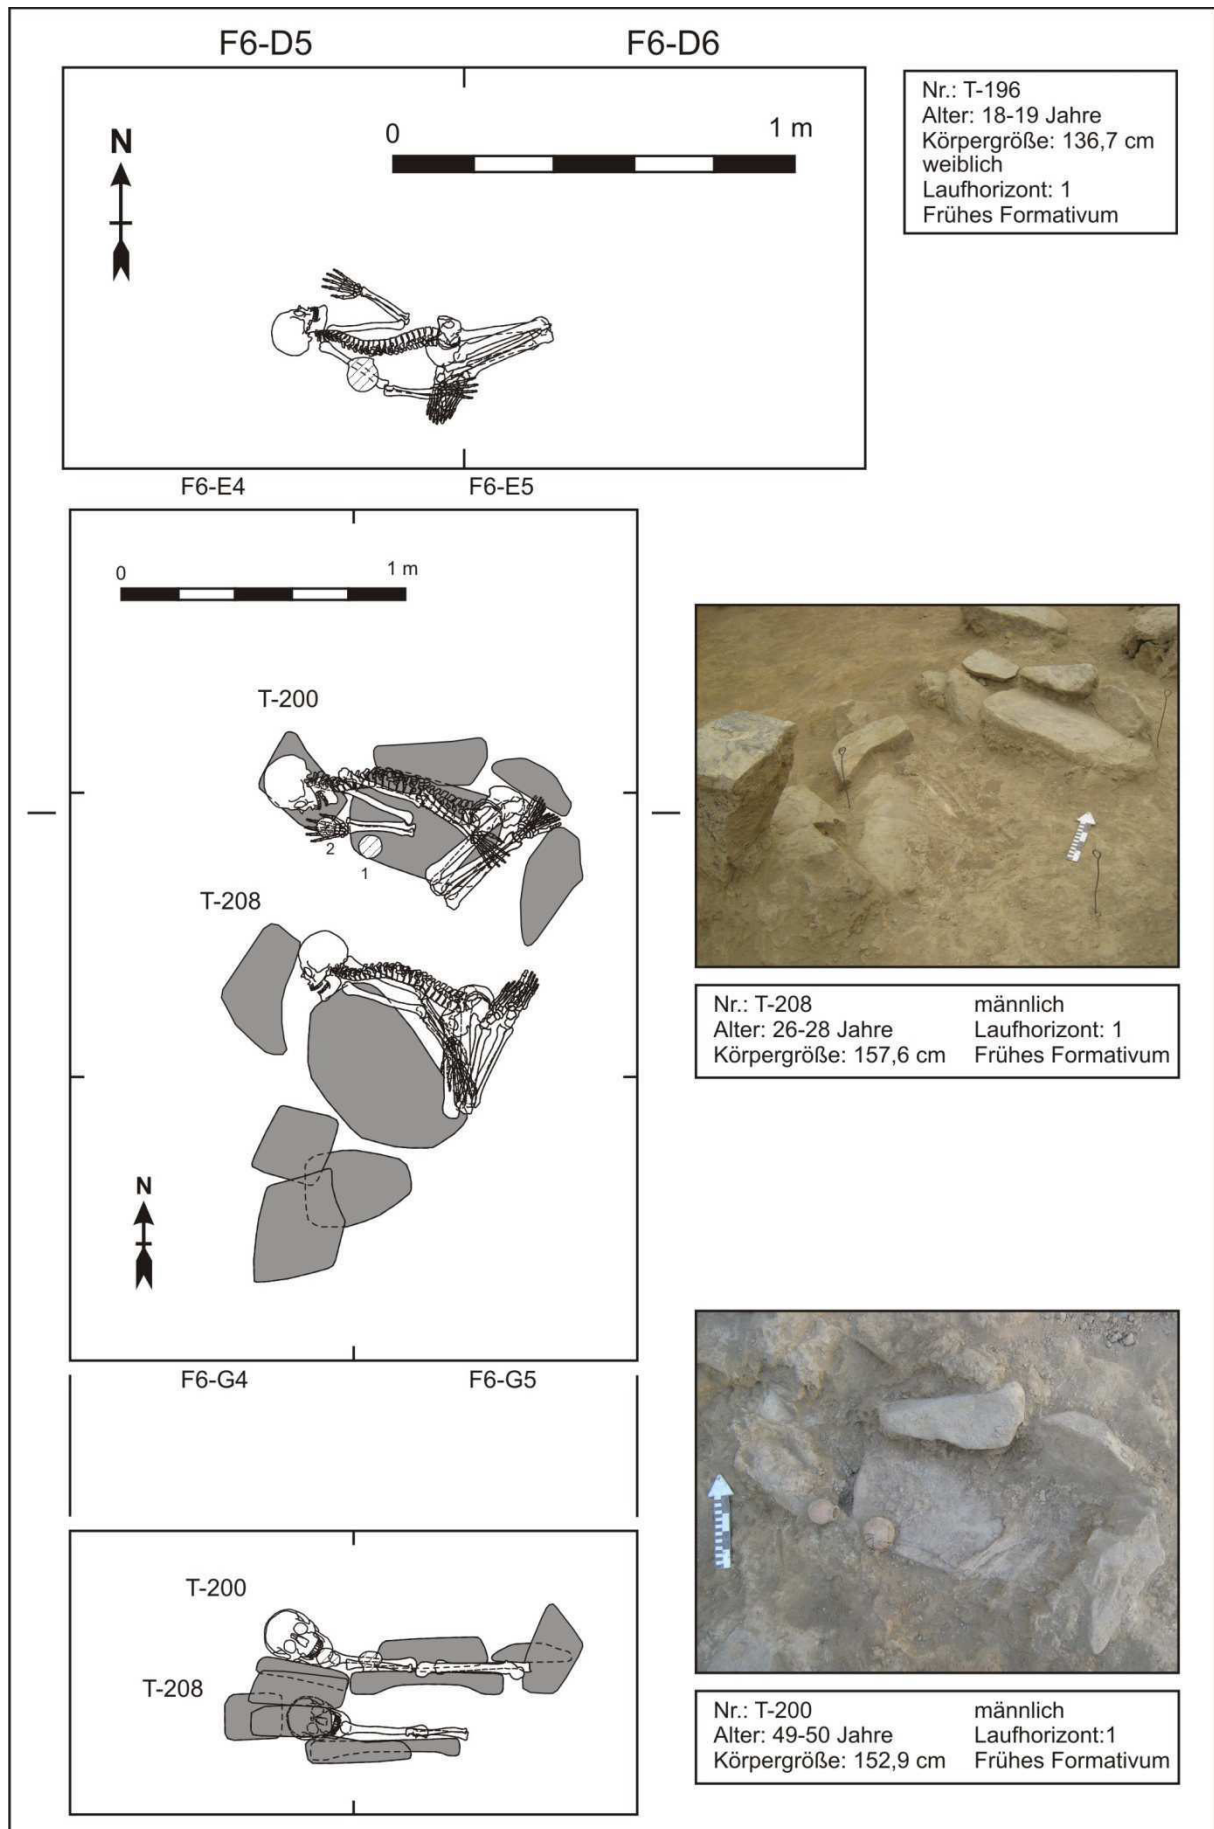 F6-D5 F6-D6
N
0 1 m
Nr.: T-196
Alter: 18-19 Jahre
Körpergröße: 136,7 cm
weiblich
Laufhorizont: 1
Frühes Formativum
F6-E4 F6-E5
0 1 m
T-200
2
1
T-208
N
F6-G4 F6-G5
Nr.: T-208 männlich
Alter: 26-28 Jahre Laufhorizont: 1
Körpergröße: 157,6 cm Frühes Formativum
T-200
T-208
Nr.: T-200 männlich
Alter: 49-50 Jahre Laufhorizont:1
Körpergröße: 152,9 cm Frühes Formativum